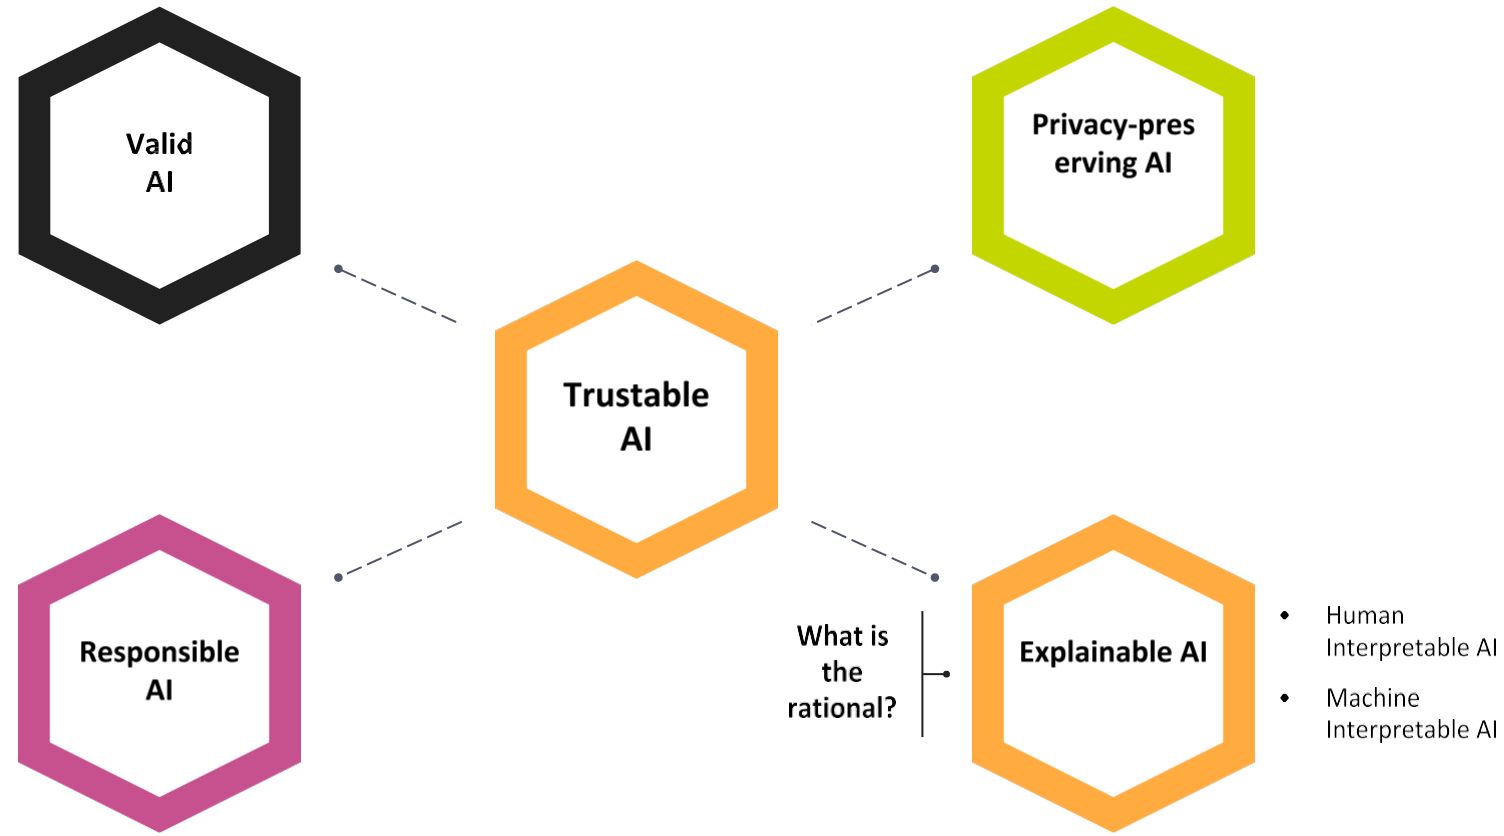 Valid
AI
Privacy-pres
erving AI
Trustable
AI
Responsible
AI
What is
the
rational?
Explainable AI
• Human
Interpretable AI
• Machine
Interpretable AI